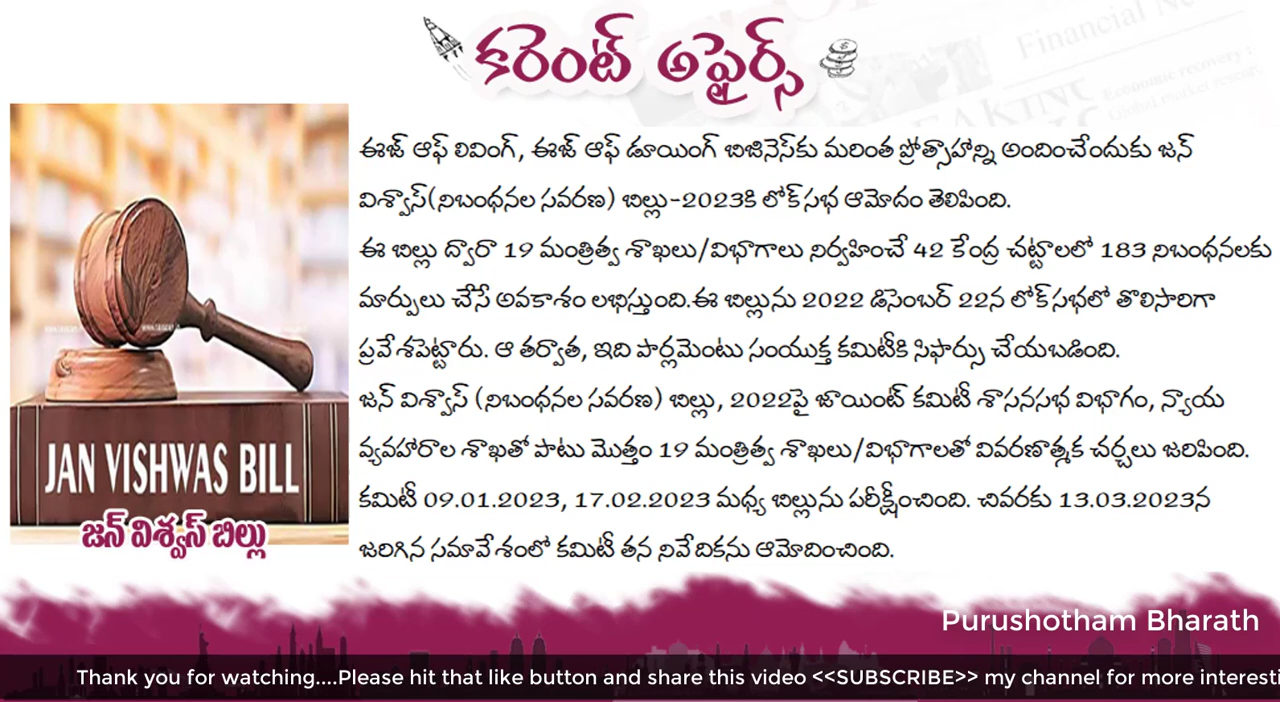 కరెంట్ అఫైర్స్
ఈజ్ ఆఫ్ లివింగ్, ఈజ్ ఆఫ్ డూయింగ్ బిజినెస్‌కు మరింత ప్రోత్సాహాన్ని అందించేందుకు జన్
విశ్వాస్(నిబంధనల సవరణ) బిల్లు-2023కి లోక్‌సభ ఆమోదం తెలిపింది.
ఈ బిల్లు ద్వారా 19 మంత్రిత్వ శాఖలు/విభాగాలు నిర్వహించే 42 కేంద్ర చట్టాలలో 183 నిబంధనలకు
మార్పులు చేసే అవకాశం లభిస్తుంది.ఈ బిల్లును 2022 డిసెంబర్ 22న లోక్‌సభలో తొలిసారిగా
ప్రవేశపెట్టారు. ఆ తర్వాత, ఇది పార్లమెంటు సంయుక్త కమిటీకి సిఫార్సు చేయబడింది.
జన్ విశ్వాస్ (నిబంధనల సవరణ) బిల్లు, 2022పై జాయింట్ కమిటీ శాసనసభ విభాగం, న్యాయ
వ్యవహారాల శాఖతో పాటు మొత్తం 19 మంత్రిత్వ శాఖలు/విభాగాలతో వివరణాత్మక చర్చలు జరిపింది.
కమిటీ 09.01.2023, 17.02.2023 మధ్య బిల్లును పరీక్షించింది. చివరకు 13.03.2023న
జరిగిన సమావేశంలో కమిటీ తన నివేదికను ఆమోదించింది.
JAN VISHWAS BILL
జన్ విశ్వస్ బిల్లు
Purushotham Bharath
Thank you for watching....Please hit that like button and share this video <<SUBSCRIBE>> my channel for more interesti